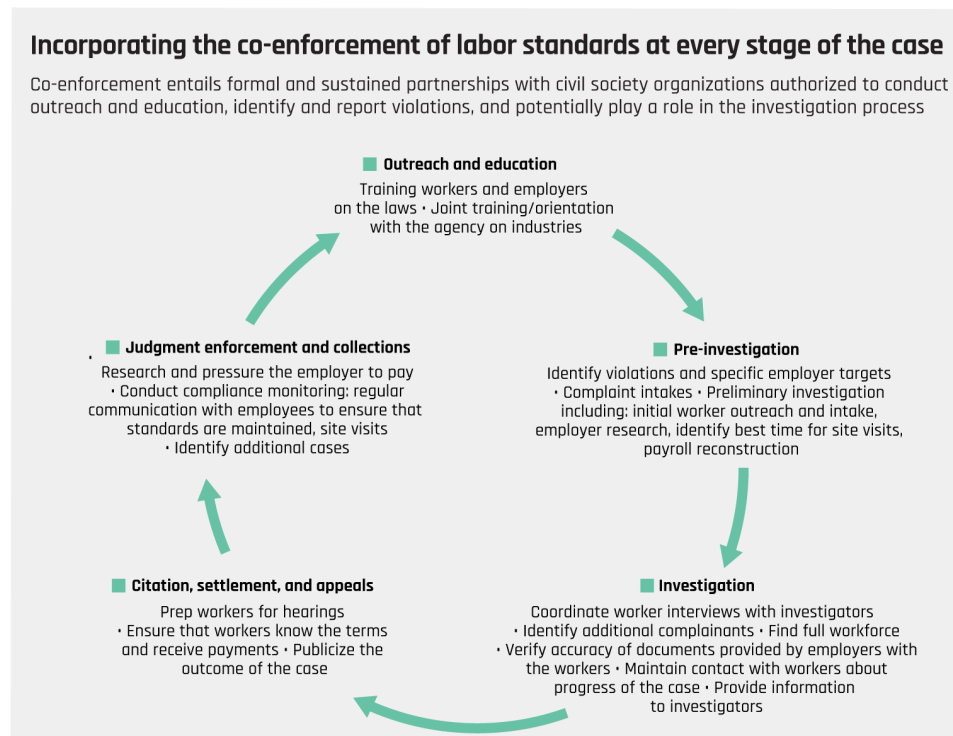 Incorporating the co-enforcement of labor standards at every stage of the case
Co-enforcement entails formal and sustained partnerships with civil society organizations authorized to conduct
outreach and education, identify and report violations, and potentially play a role in the investigation process
Outreach and education
Training workers and employers
on the laws • Joint training/orientation
with the agency on industries
Pre-investigation
Identify violations and specific employer targets
• Complaint intakes • Preliminary investigation
including: initial worker outreach and intake,
employer research, identify best time for site visits,
payroll reconstruction
Investigation
Coordinate worker interviews with investigators
• Identify additional complainants • Find full workforce
• Verify accuracy of documents provided by employers with
the workers • Maintain contact with workers about
progress of the case • Provide information
to investigators
Citation, settlement, and appeals
Prep workers for hearings
• Ensure that workers know the terms
and receive payments • Publicize the
outcome of the case
Judgment enforcement and collections
Research and pressure the employer to pay
• Conduct compliance monitoring: regular
communication with employees to ensure that
standards are maintained, site visits
• Identify additional cases